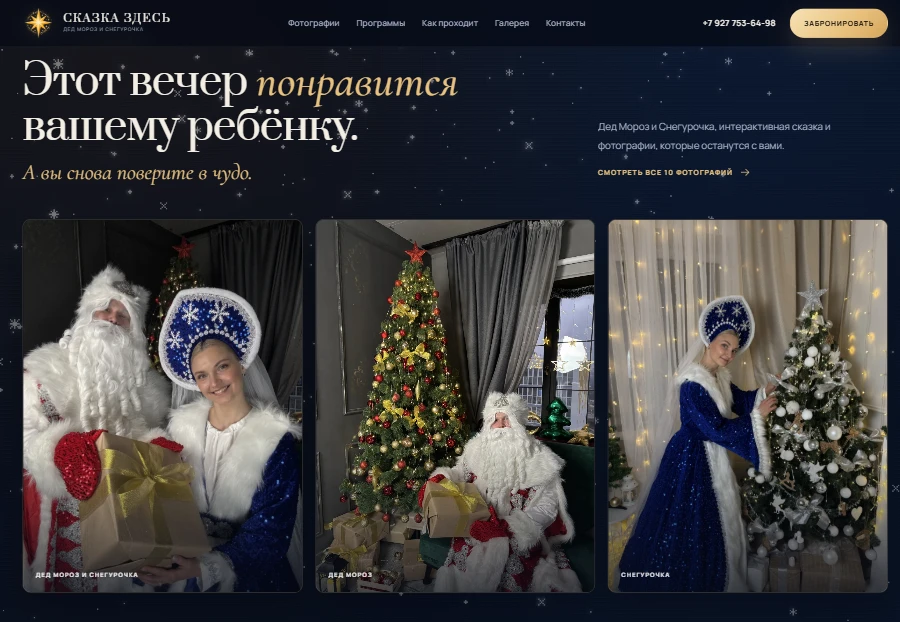 СКАЗКА ЗДЕСЬ
ДЕД МОРОЗ И СНЕГУРОЧКА
Фотографии Программы Как проходит Галерея Контакты
+7 927 753-64-98
ЗАБРОНИРОВАТЬ
Этот вечер понравится
вашему ребёнку.
А вы снова поверите в чудо.
Дед Мороз и Снегурочка, интерактивная сказка и
фотографии, которые останутся с вами.
СМОТРЕТЬ ВСЕ 10 ФОТОГРАФИЙ →
ДЕД МОРОЗ И СНЕГУРОЧКА
ДЕД МОРОЗ
СНЕГУРОЧКА